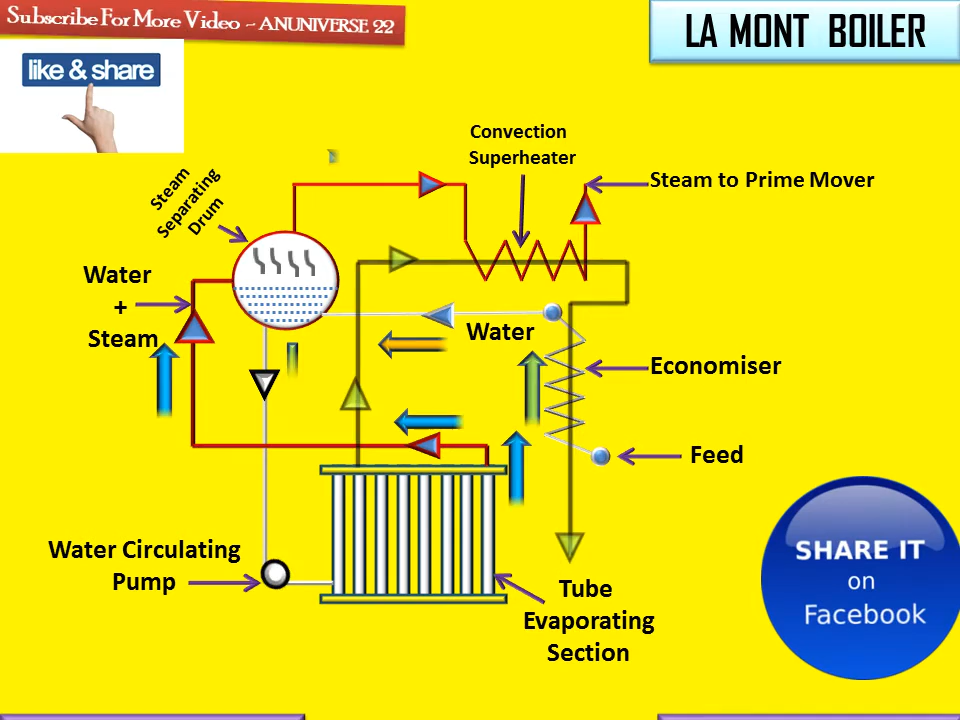 Subscribe For More Video ~ ANUNIVERSE 22
LA MONT BOILER
like & share
Convection
Superheater
Steam to Prime Mover
Steam
Separating
Drum
Water
+
Steam
Water
Economiser
Feed
Water Circulating
Pump
Tube
Evaporating
Section
SHARE IT
on
Facebook